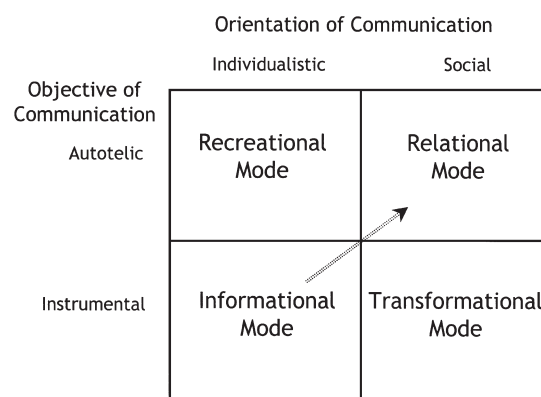 Orientation of Communication
Individualistic Social
Objective of
Communication
Autotelic
Recreational
Mode
Relational
Mode
Instrumental
Informational
Mode
Transformational
Mode